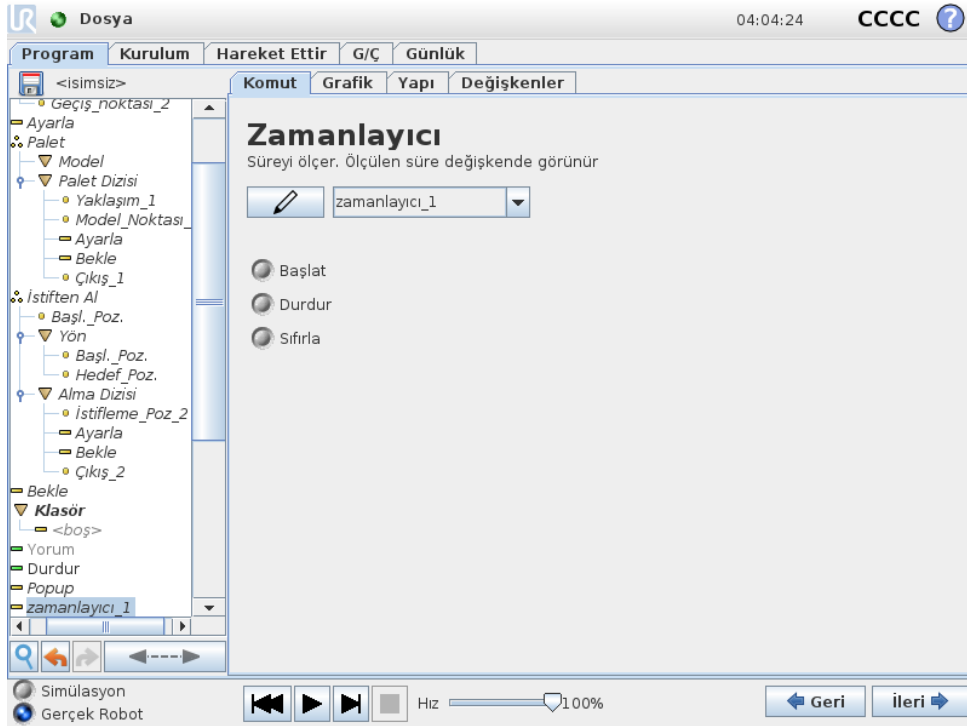 UR Dosya 04:04:24 CCCC ?
Program Kurulum Hareket Ettir G/Ç Günlük
<isimsiz>
Komut Grafik Yapı Değişkenler
Geçiş_noktası_2
Ayarla
Palet
Model
Palet Dizisi
Yaklaşım_1
Model_Noktası_
Ayarla
Bekle
Çıkış_1
İstiften Al
Başl._Poz.
Yön
Başl._Poz.
Hedef_Poz.
Alma Dizisi
İstifleme_Poz_2
Ayarla
Bekle
Çıkış_2
Bekle
Klasör
<boş>
Yorum
Durdur
Popup
zamanlayıcı_1
Zamanlayıcı
Süreyi ölçer. Ölçülen süre değişkende görünür
zamanlayıcı_1
Başlat
Durdur
Sıfırla
Simülasyon
Gerçek Robot
Hız 100%
Geri İleri